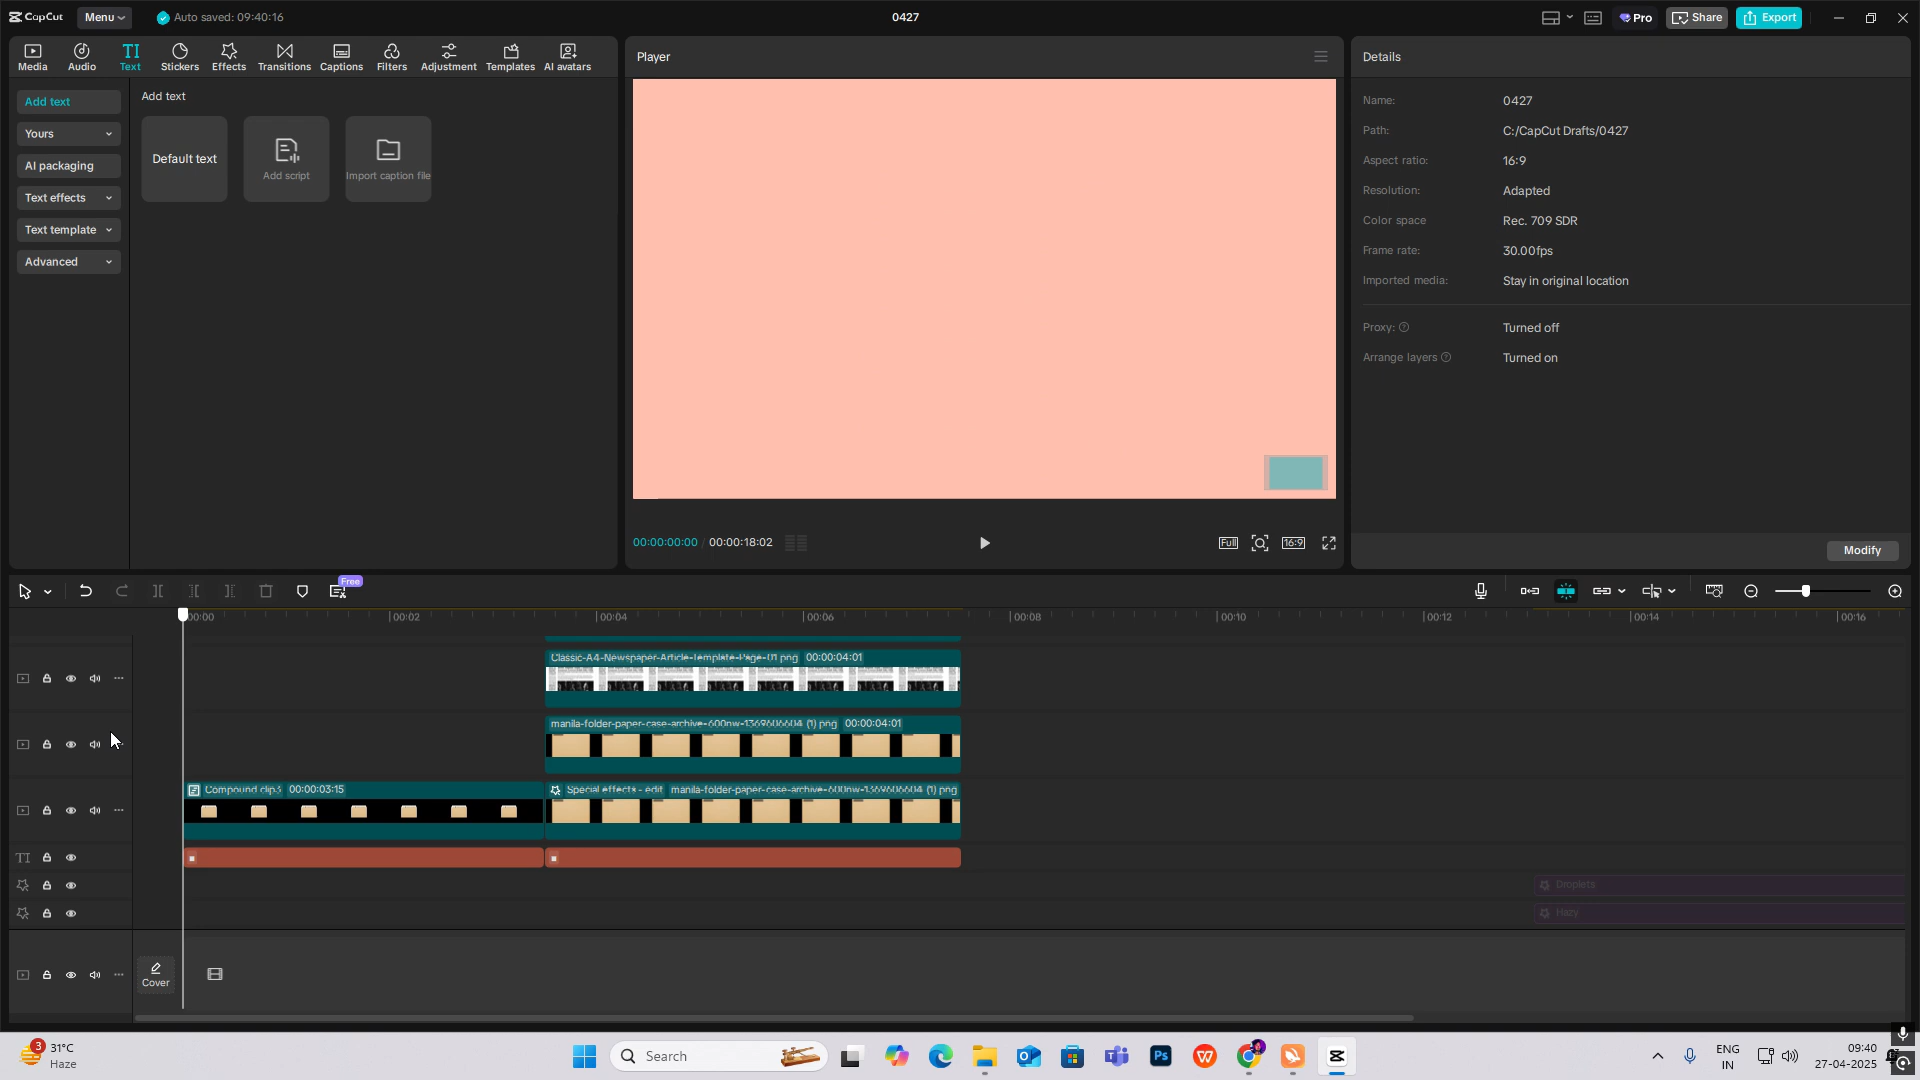 CapCut
Menu
Auto saved: 09:40:16
0427
Pro
Share
Export
Media
Audio
TI
Text
Stickers
Effects
Transitions
Captions
Filters
Adjustment
Templates
AI avatars
Add text
Yours
AI packaging
Text effects
Text template
Advanced
Add text
Default text
Add script
Import caption file
Player
00:00:00:00 / 00:00:18:02
Full
16:9
Details
Name: 0427
Path: C:/CapCut Drafts/0427
Aspect ratio: 16:9
Resolution: Adapted
Color space Rec. 709 SDR
Frame rate: 30.00fps
Imported media: Stay in original location
Proxy: Turned off
Arrange layers Turned on
Modify
Free
00:00 00:02 00:04 00:06 00:08 00:10 00:12 00:14 00:16
Classic-A4-Newspaper-Article-Template-Page-01 png 00:00:04:01
manila-folder-paper-case-archive-600nw-1369606604 (1) png 00:00:04:01
Compound clip3 00:00:03:15
Special effects - edit manila-folder-paper-case-archive-600nw-1369606604 (1) png
TI
Droplets
Hazy
Cover
3
31°C
Haze
Search
Ps
W
ENG
IN
09:40
27-04-2025